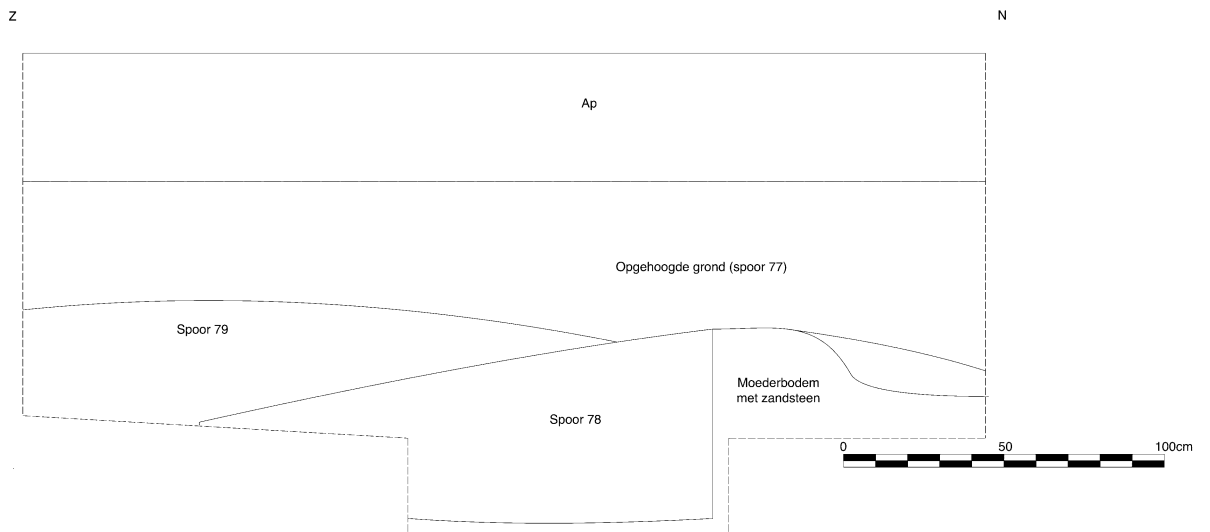 Z
N
Ap
Opgehoogde grond (spoor 77)
Spoor 79
Moederbodem
met zandsteen
Spoor 78
0 50 100cm